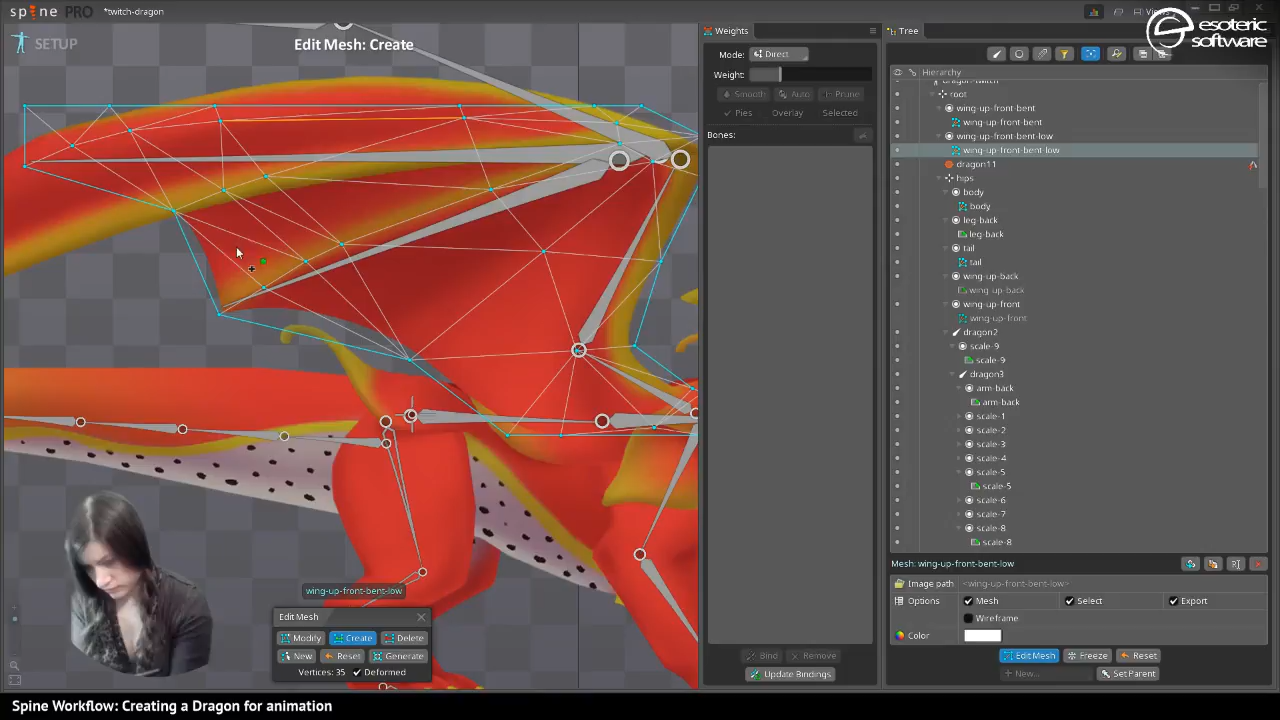 spine PRO
*twitch-dragon
Views
esoteric software
SETUP
Edit Mesh: Create
Weights
Mode:
Direct
Weight:
Smooth
Auto
Prune
Pies
Overlay
Selected
Bones:
Bind
Remove
Update Bindings
Tree
Hierarchy
dragon-twitch
root
wing-up-front-bent
wing-up-front-bent
wing-up-front-bent-low
wing-up-front-bent-low
dragon11
hips
body
body
leg-back
leg-back
tail
tail
wing-up-back
wing-up-back
wing-up-front
wing-up-front
dragon2
scale-9
scale-9
dragon3
arm-back
arm-back
scale-1
scale-2
scale-3
scale-4
scale-5
scale-5
scale-6
scale-7
scale-8
scale-8
Mesh: wing-up-front-bent-low
Image path
<wing-up-front-bent-low>
Options
Mesh
Select
Export
Wireframe
Color
Edit Mesh
Freeze
Reset
New...
Set Parent
wing-up-front-bent-low
Edit Mesh
Modify
Create
Delete
New
Reset
Generate
Vertices: 35
Deformed
Spine Workflow: Creating a Dragon for animation